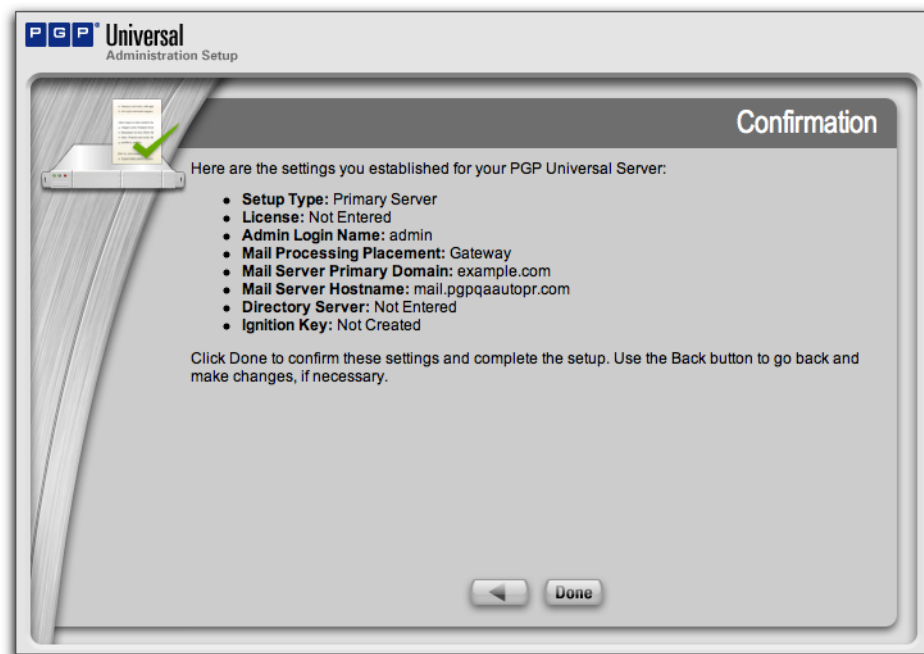 PGP® Universal
Administration Setup
Confirmation
Here are the settings you established for your PGP Universal Server:
• Setup Type: Primary Server
• License: Not Entered
• Admin Login Name: admin
• Mail Processing Placement: Gateway
• Mail Server Primary Domain: example.com
• Mail Server Hostname: mail.pgpqaautopr.com
• Directory Server: Not Entered
• Ignition Key: Not Created
Click Done to confirm these settings and complete the setup. Use the Back button to go back and
make changes, if necessary.
Done